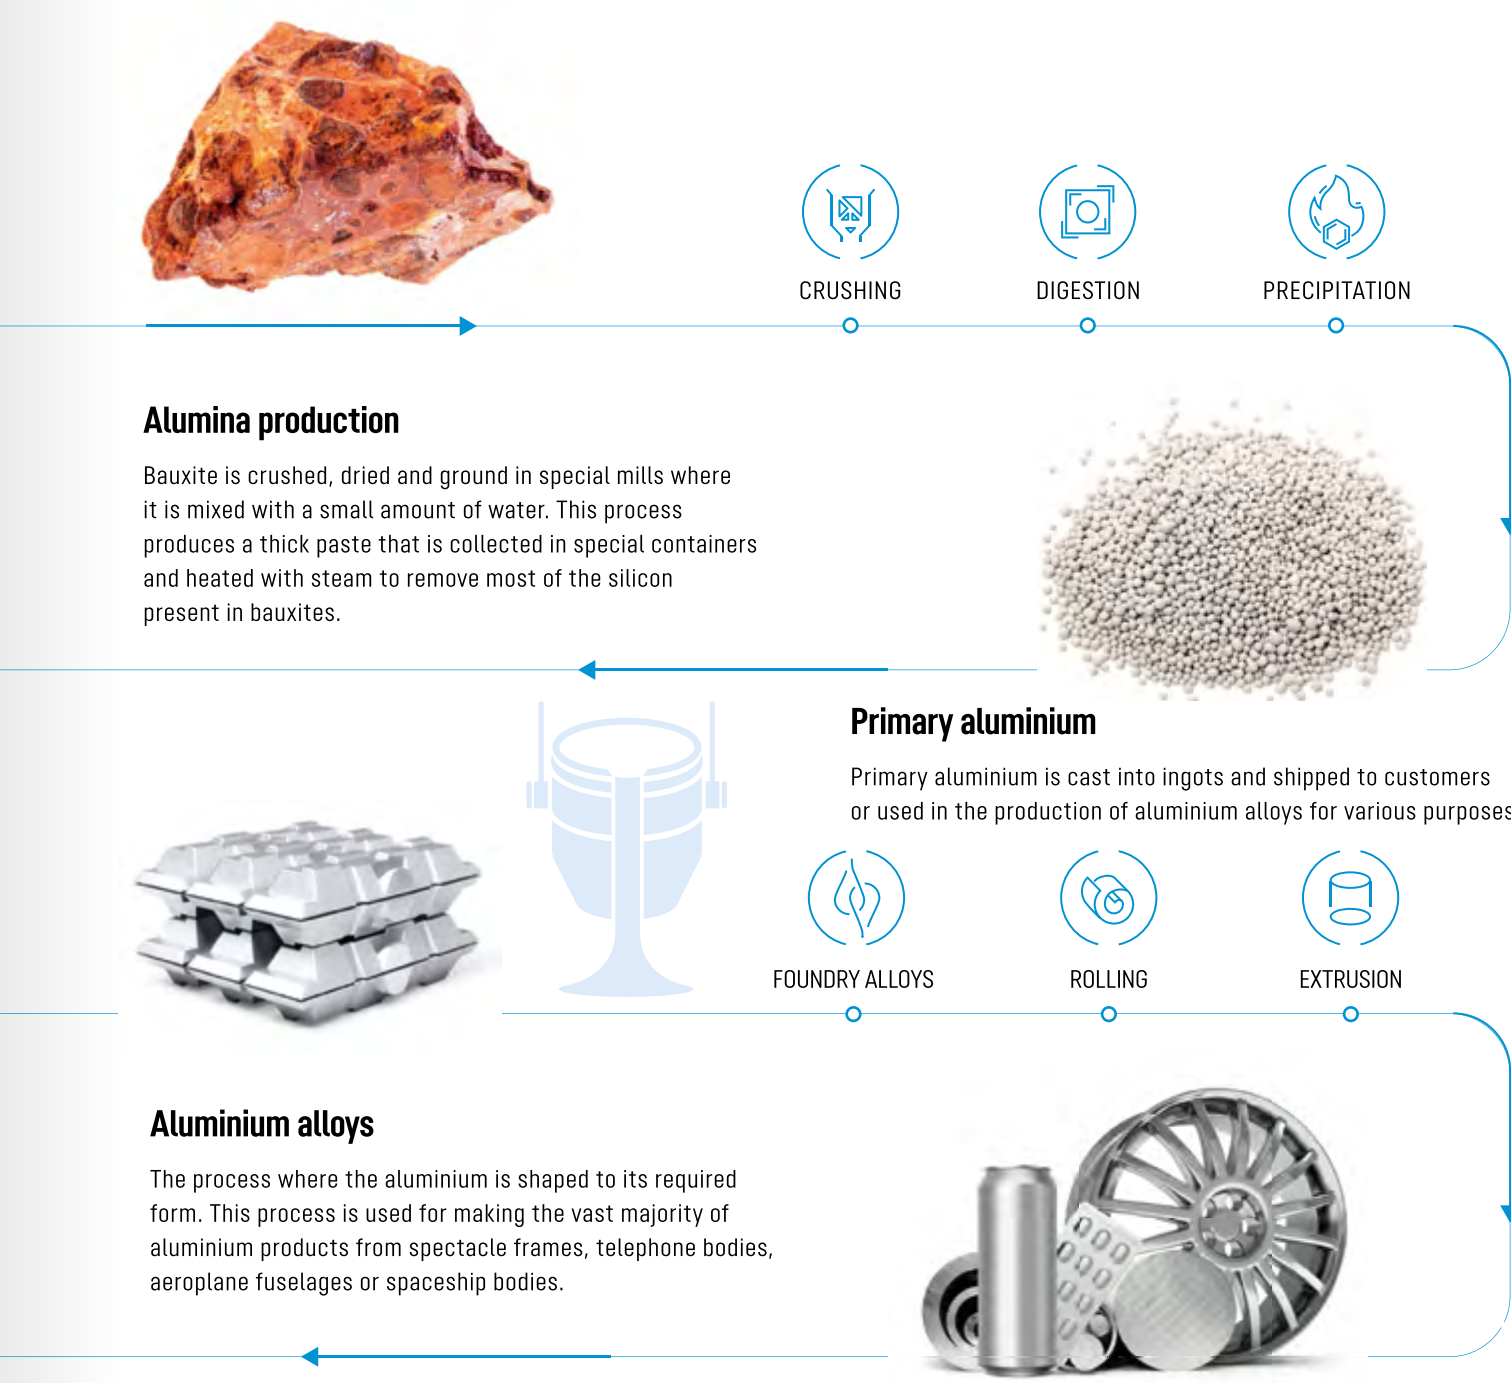 CRUSHING
DIGESTION
PRECIPITATION
Alumina production
Bauxite is crushed, dried and ground in special mills where
it is mixed with a small amount of water. This process
produces a thick paste that is collected in special containers
and heated with steam to remove most of the silicon
present in bauxites.
Primary aluminium
Primary aluminium is cast into ingots and shipped to customers
or used in the production of aluminium alloys for various purposes
FOUNDRY ALLOYS
ROLLING
EXTRUSION
Aluminium alloys
The process where the aluminium is shaped to its required
form. This process is used for making the vast majority of
aluminium products from spectacle frames, telephone bodies,
aeroplane fuselages or spaceship bodies.